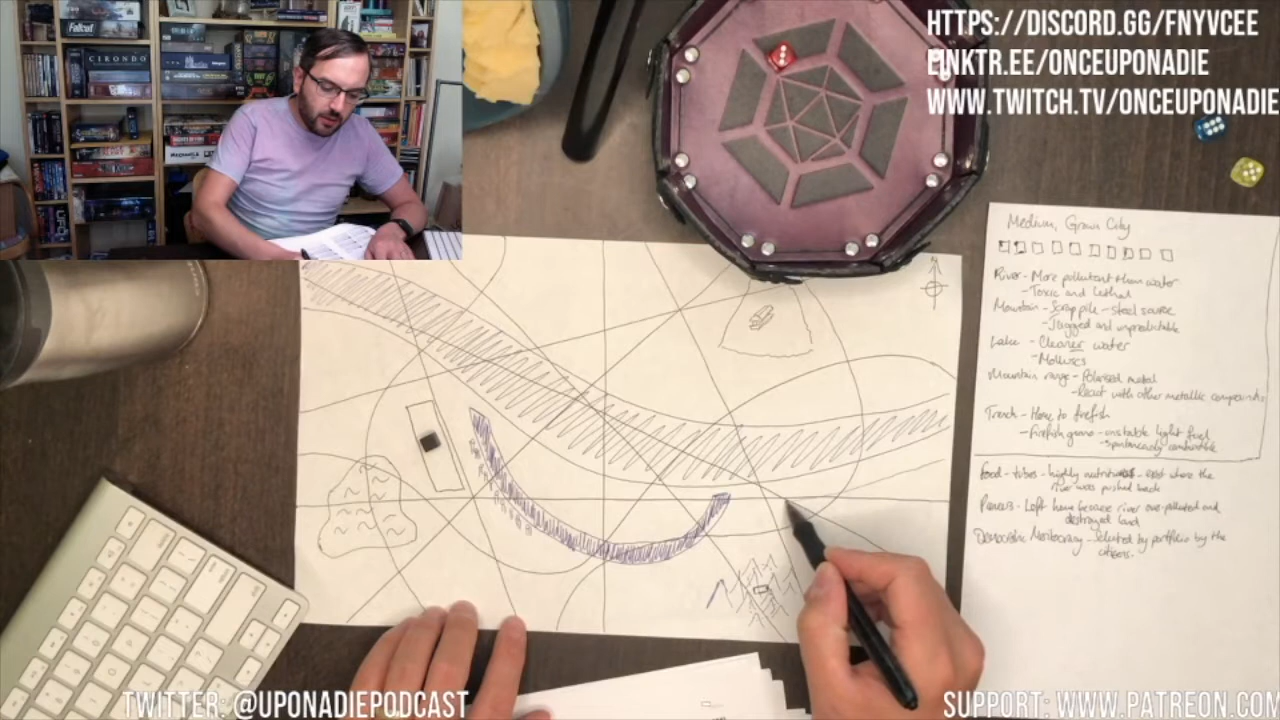 HTTPS://DISCORD.GG/FNYVCEE
LINKTR.EE/ONCEUPONADIE
WWW.TWITCH.TV/ONCEUPONADIE
Fallout
CIRONDO
UFO
N
Medium, Grown City
River - More pollutant than water
- Toxic and Lethal
Mountain - Scrap pile - steel source
- Jagged and unpredictable
Lake - Cleaner water
- Molluscs
Mountain range - Polarised metal
- React with other metallic compounds
Trench - Home to firefish
- Firefish guano - unstable light fuel
- spontaneously combustible
Food - tubes - highly nutritious - exist where the
river was pushed back
Left home because river over-polluted and
destroyed land
Democratic Meritocracy - Selected by portfolio by the
citizens.
TWITTER: @UPONADIEPODCAST
SUPPORT: WWW.PATREON.COM